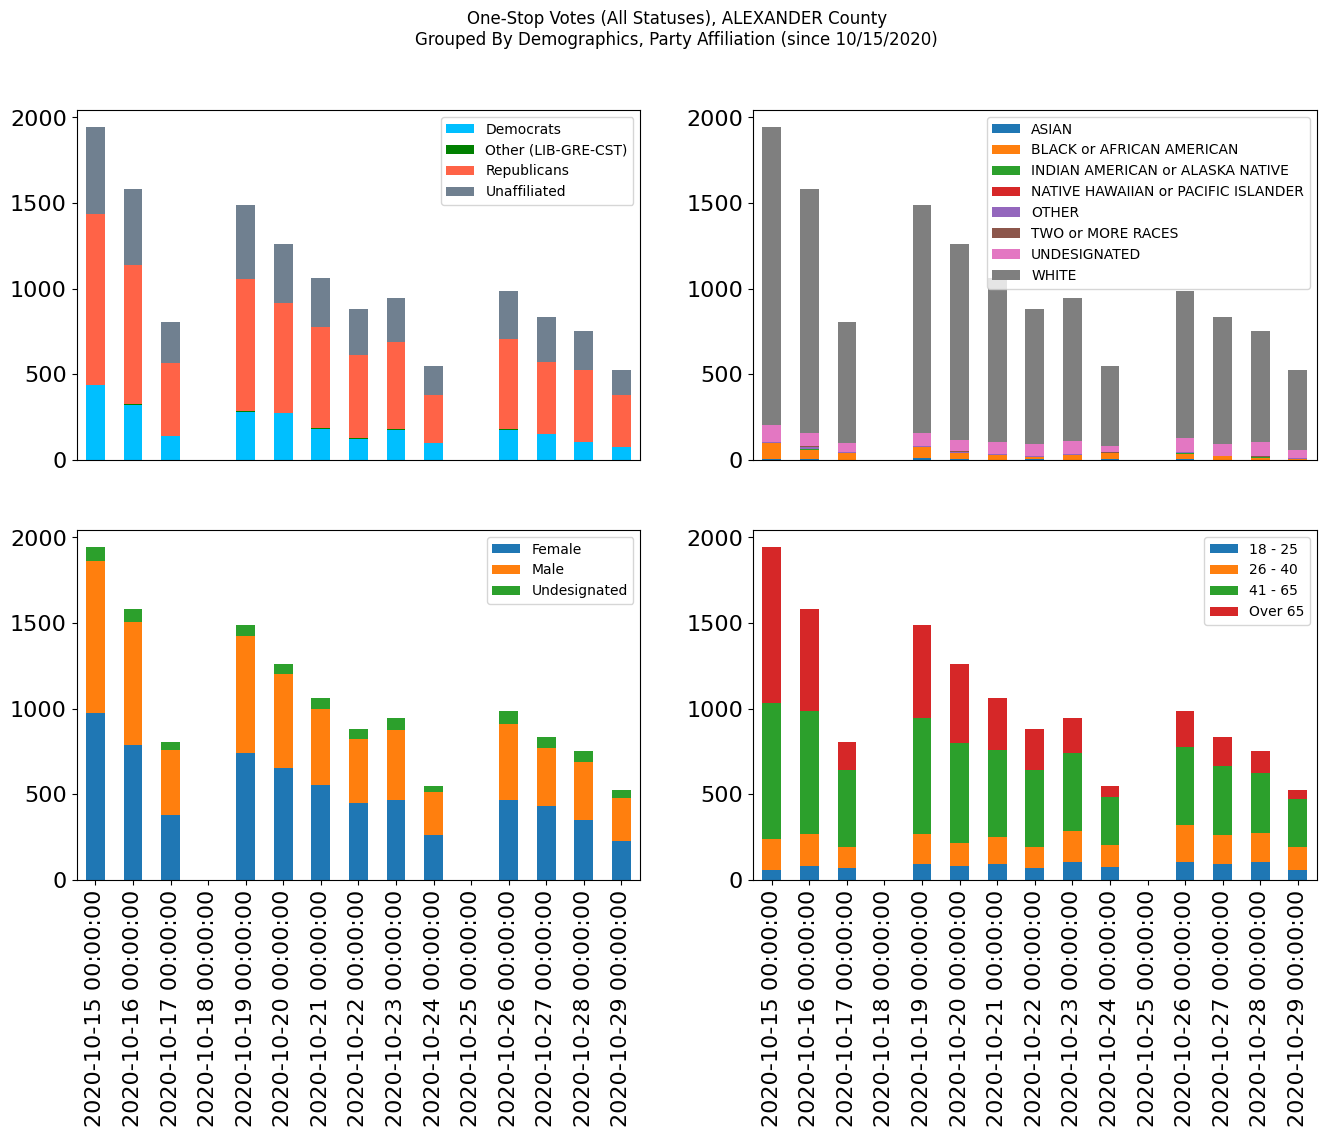 One-Stop Votes (All Statuses), ALEXANDER County
Grouped By Demographics, Party Affiliation (since 10/15/2020)
2000
1500
1000
500
0
Democrats
Other (LIB-GRE-CST)
Republicans
Unaffiliated
2000
1500
1000
500
0
ASIAN
BLACK or AFRICAN AMERICAN
INDIAN AMERICAN or ALASKA NATIVE
NATIVE HAWAIIAN or PACIFIC ISLANDER
OTHER
TWO or MORE RACES
UNDESIGNATED
WHITE
2000
1500
1000
500
0
Female
Male
Undesignated
2020-10-15 00:00:00
2020-10-16 00:00:00
2020-10-17 00:00:00
2020-10-18 00:00:00
2020-10-19 00:00:00
2020-10-20 00:00:00
2020-10-21 00:00:00
2020-10-22 00:00:00
2020-10-23 00:00:00
2020-10-24 00:00:00
2020-10-25 00:00:00
2020-10-26 00:00:00
2020-10-27 00:00:00
2020-10-28 00:00:00
2020-10-29 00:00:00
2000
1500
1000
500
0
18 - 25
26 - 40
41 - 65
Over 65
2020-10-15 00:00:00
2020-10-16 00:00:00
2020-10-17 00:00:00
2020-10-18 00:00:00
2020-10-19 00:00:00
2020-10-20 00:00:00
2020-10-21 00:00:00
2020-10-22 00:00:00
2020-10-23 00:00:00
2020-10-24 00:00:00
2020-10-25 00:00:00
2020-10-26 00:00:00
2020-10-27 00:00:00
2020-10-28 00:00:00
2020-10-29 00:00:00